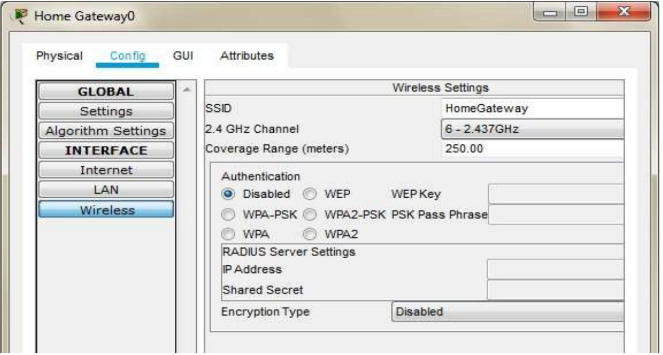 Home Gateway0
Physical Config GUI Attributes
GLOBAL
Settings
Algorithm Settings
INTERFACE
Internet
LAN
Wireless
Wireless Settings
SSID HomeGateway
2.4 GHz Channel 6 - 2.437GHz
Coverage Range (meters) 250.00
Authentication
Disabled WEP WEP Key
WPA-PSK WPA2-PSK PSK Pass Phrase
WPA WPA2
RADIUS Server Settings
IP Address
Shared Secret
Encryption Type Disabled